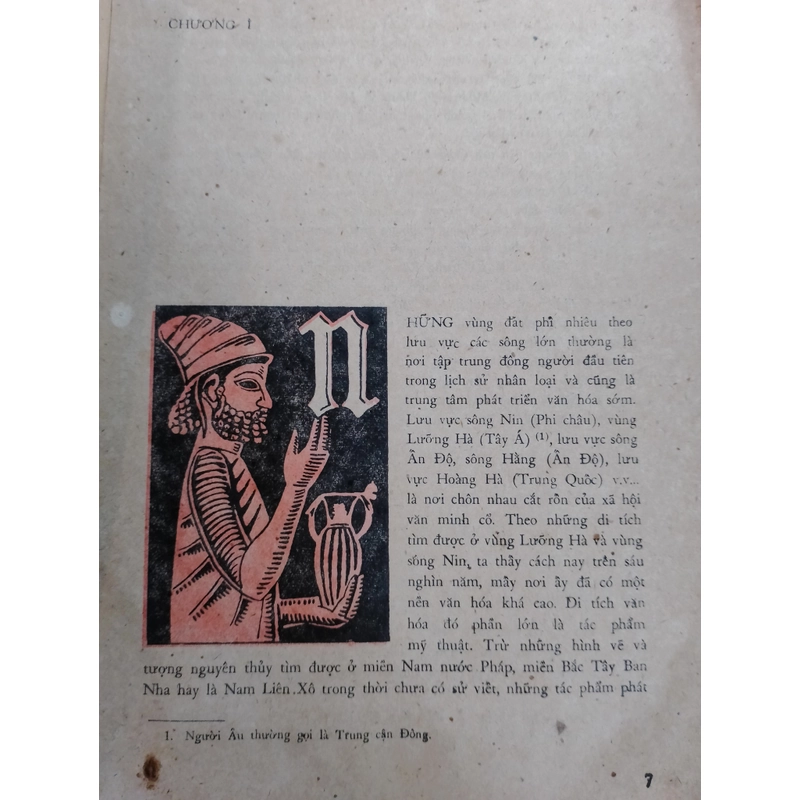 CHƯƠNG I
N
HỮNG vùng đất phì nhiêu theo
lưu vực các sông lớn thường là
nơi tập trung đồng người đầu tiên
trong lịch sử nhân loại và cũng là
trung tâm phát triển văn hóa sớm.
Lưu vực sông Nin (Phi châu), vùng
Lưỡng Hà (Tây Á) (1), lưu vực sông
Ấn Độ, sông Hằng (Ấn Độ), lưu
vực Hoàng Hà (Trung Quốc) v.v...
là nơi chôn nhau cắt rốn của xã hội
văn minh cổ. Theo những di tích
tìm được ở vùng Lưỡng Hà và vùng
sông Nin, ta thấy cách nay trên sáu
nghìn năm, mấy nơi ấy đã có một
nền văn hóa khá cao. Di tích văn
hóa đó phần lớn là tác phẩm
mỹ thuật. Trừ những hình vẽ và
tượng nguyên thủy tìm được ở miền Nam nước Pháp, miền Bắc Tây Ban
Nha hay là Nam Liên Xô trong thời chưa có sử viết, những tác phẩm phát
1. Người Âu thường gọi là Trung cận Đông.
7